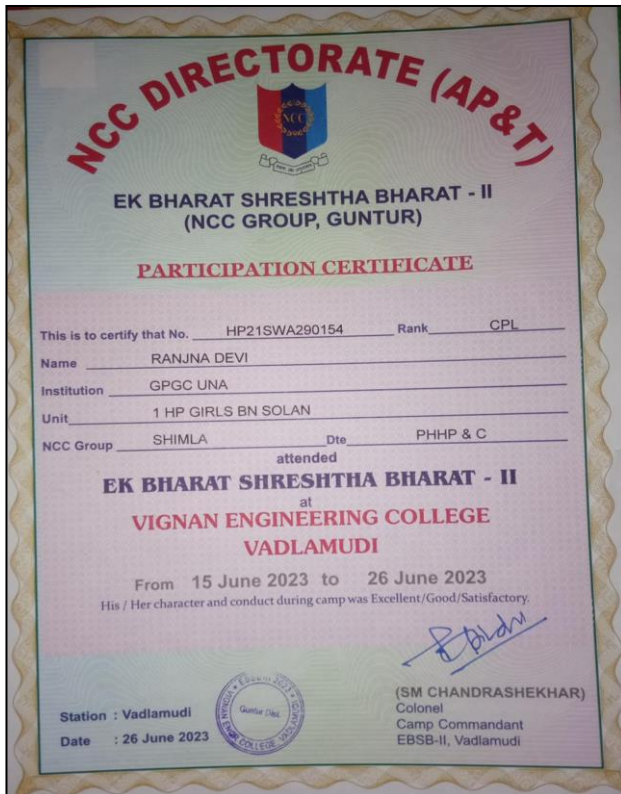 NCC DIRECTORATE (AP&T)
NCC
EK BHARAT SHRESHTHA BHARAT - II
(NCC GROUP, GUNTUR)
PARTICIPATION CERTIFICATE
This is to certify that No. HP21SWA290154 Rank CPL
Name RANJNA DEVI
Institution GPGC UNA
Unit 1 HP GIRLS BN SOLAN
NCC Group SHIMLA Dte PHHP & C
attended
EK BHARAT SHRESHTHA BHARAT - II
at
VIGNAN ENGINEERING COLLEGE
VADLAMUDI
From 15 June 2023 to 26 June 2023
His / Her character and conduct during camp was Excellent/Good/Satisfactory.
(SM CHANDRASHEKHAR)
Colonel
Camp Commandant
EBSB-II, Vadlamudi
Station : Vadlamudi
Date : 26 June 2023
Guntur Dist.